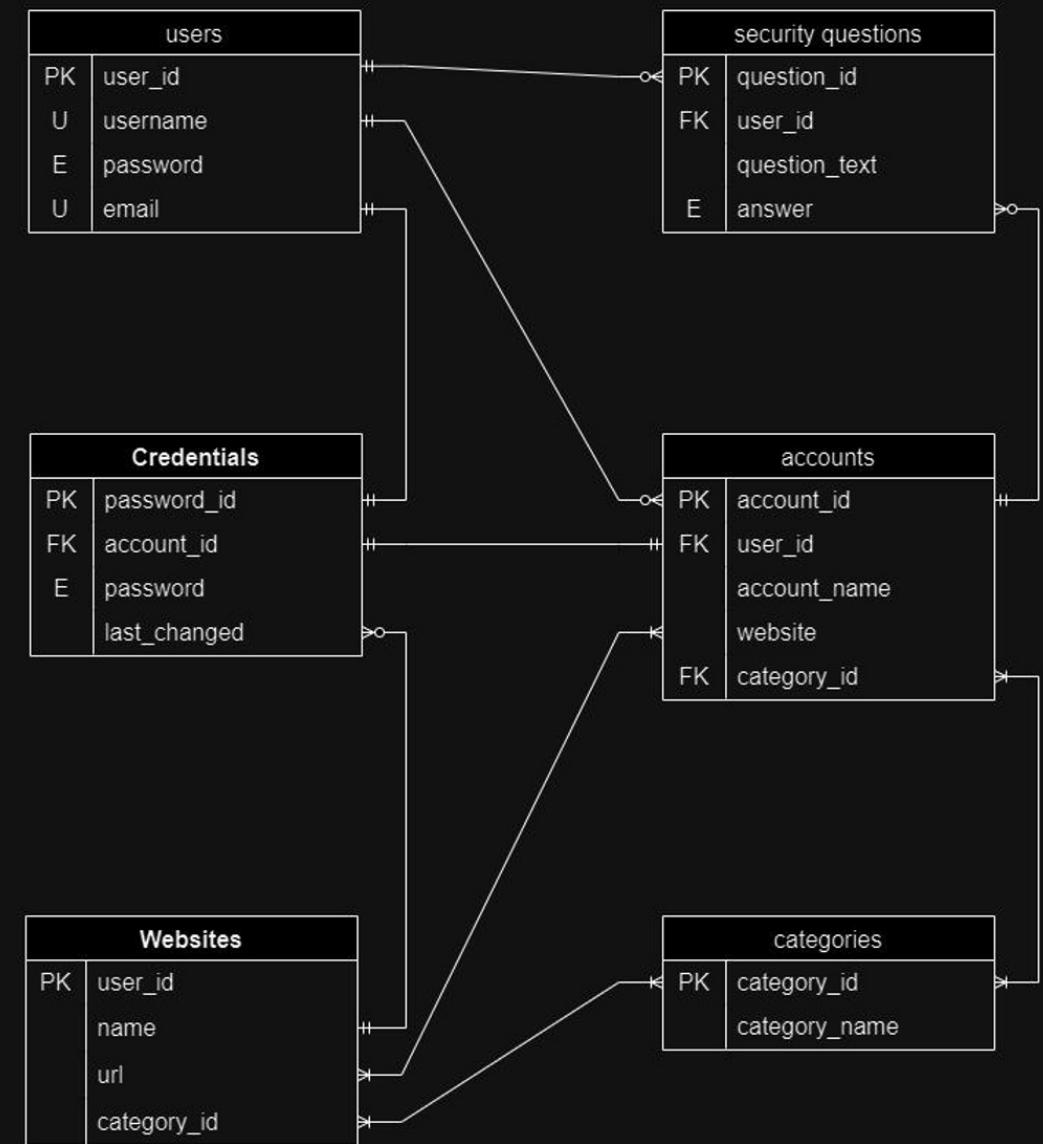 users
PK user_id
U username
E password
U email
security questions
PK question_id
FK user_id
question_text
E answer
Credentials
PK password_id
FK account_id
E password
last_changed
accounts
PK account_id
FK user_id
account_name
website
FK category_id
Websites
PK user_id
name
url
category_id
categories
PK category_id
category_name